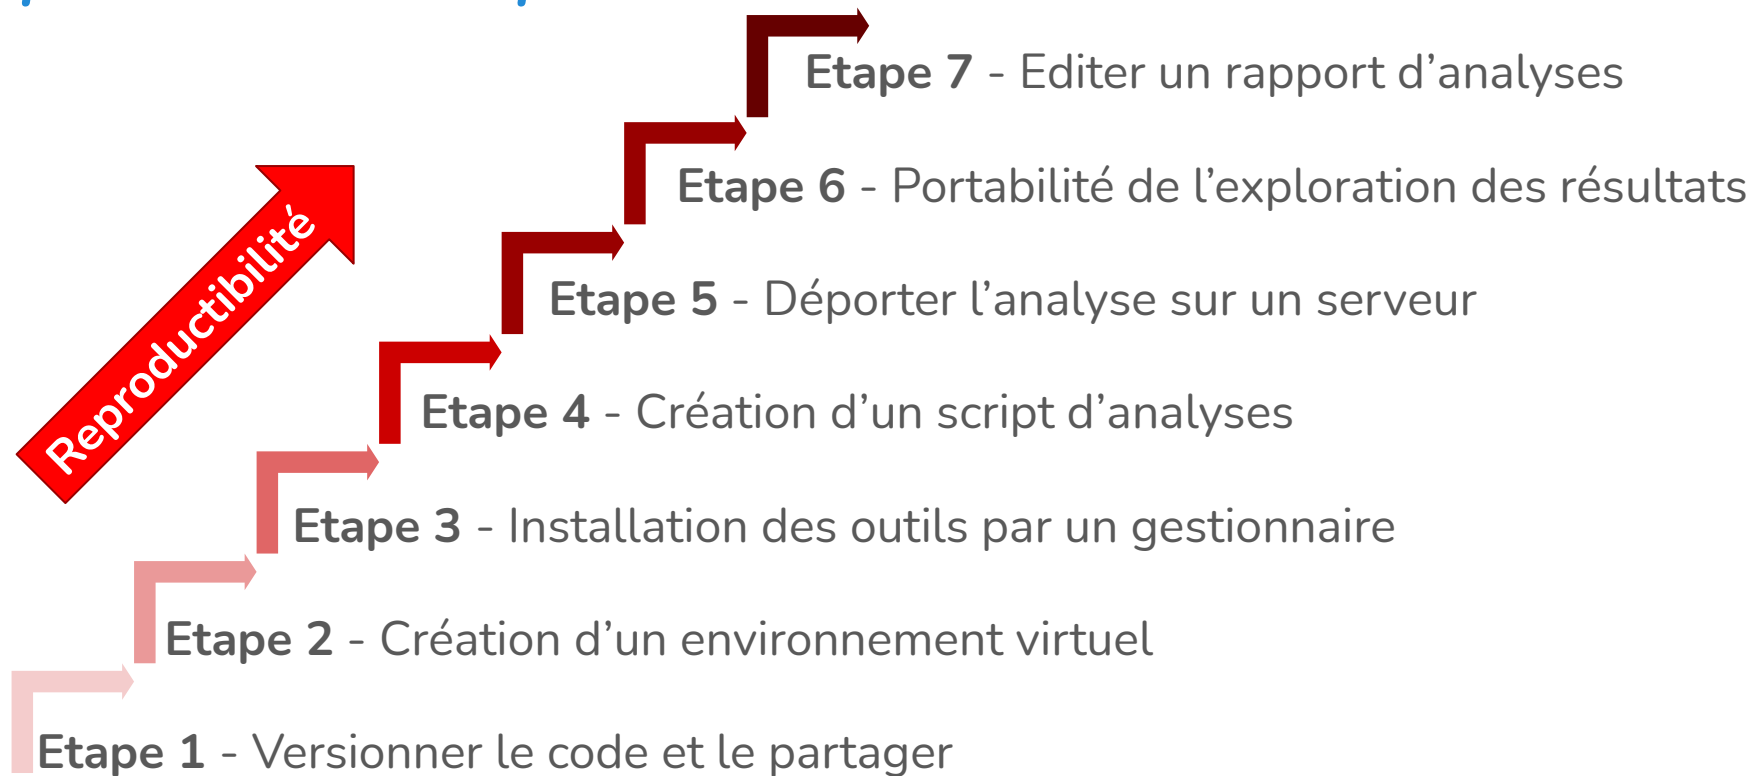 Etape 7 - Editer un rapport d’analyses
Etape 6 - Portabilité de l’exploration des résultats
Reproductibilité
Etape 5 - Déporter l’analyse sur un serveur
Etape 4 - Création d’un script d’analyses
Etape 3 - Installation des outils par un gestionnaire
Etape 2 - Création d’un environnement virtuel
Etape 1 - Versionner le code et le partager